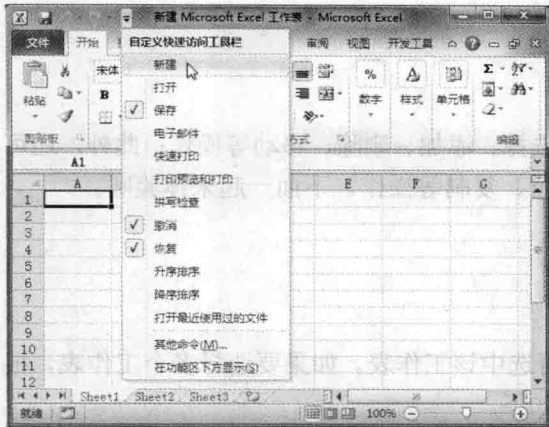 新建 Microsoft Excel 工作表 - Microsoft Excel
文件 开始 审阅 视图 开发工具
自定义快速访问工具栏
新建
打开
保存
电子邮件
快速打印
打印预览和打印
拼写检查
撤消
恢复
升序排序
降序排序
打开最近使用过的文件
其他命令(M)...
在功能区下方显示(S)
粘贴
剪贴板
宋体
B
方式
%
数字
A
样式
单元格
Σ
编辑
A1
A E F G
1
2
3
4
5
6
7
8
9
10
11
12
Sheet1 Sheet2 Sheet3
就绪 100%